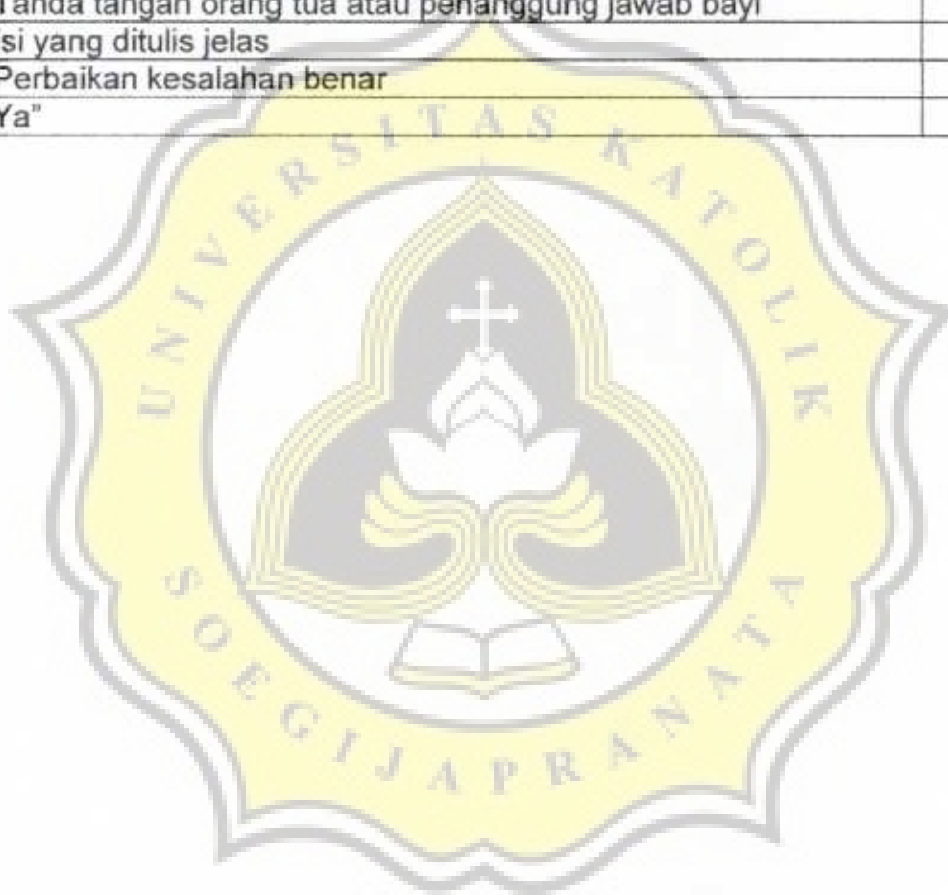 Tanda tangan orang tua atau penanggung jawab bayi
Isi yang ditulis jelas
Perbaikan kesalahan benar
Ya”
UNIVERSITAS KATOLIK
SOEGIJAPRANATA